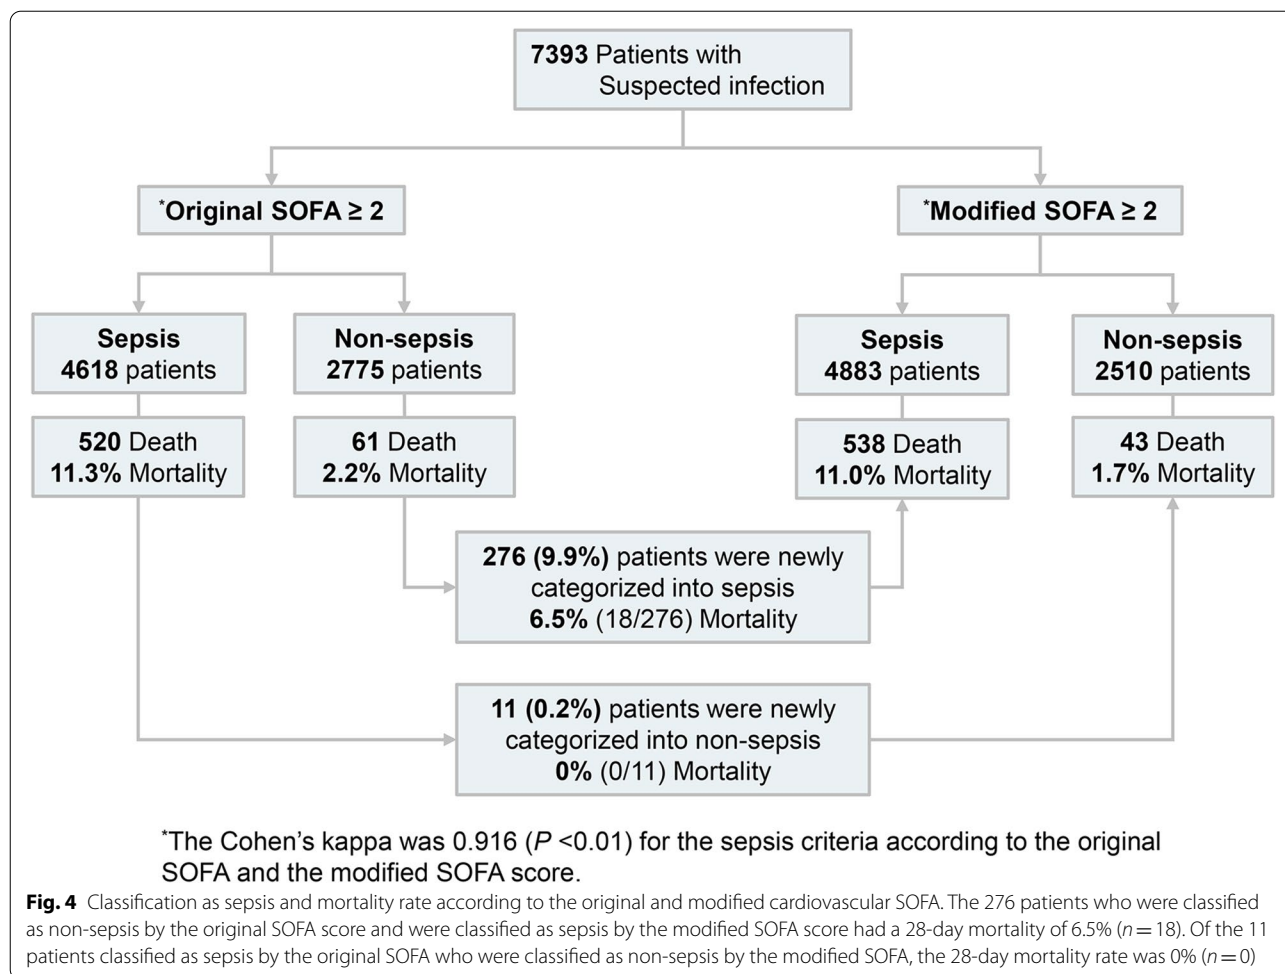 7393 Patients with
Suspected infection
*Original SOFA ≥ 2
*Modified SOFA ≥ 2
Sepsis
4618 patients
Non-sepsis
2775 patients
Sepsis
4883 patients
Non-sepsis
2510 patients
520 Death
11.3% Mortality
61 Death
2.2% Mortality
538 Death
11.0% Mortality
43 Death
1.7% Mortality
276 (9.9%) patients were newly
categorized into sepsis
6.5% (18/276) Mortality
11 (0.2%) patients were newly
categorized into non-sepsis
0% (0/11) Mortality
*The Cohen's kappa was 0.916 (P <0.01) for the sepsis criteria according to the original
SOFA and the modified SOFA score.
Fig. 4 Classification as sepsis and mortality rate according to the original and modified cardiovascular SOFA. The 276 patients who were classified
as non-sepsis by the original SOFA score and were classified as sepsis by the modified SOFA score had a 28-day mortality of 6.5% (n = 18). Of the 11
patients classified as sepsis by the original SOFA who were classified as non-sepsis by the modified SOFA, the 28-day mortality rate was 0% (n = 0)